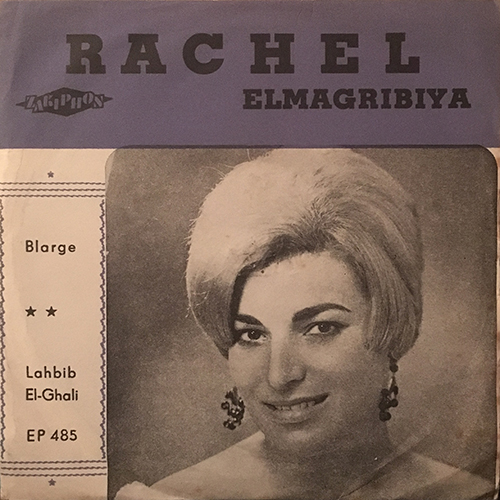 RACHEL
ZAKIPHON
ELMAGRIBIYA
Blarge
★ ★
Lahbib
El-Ghali
EP 485